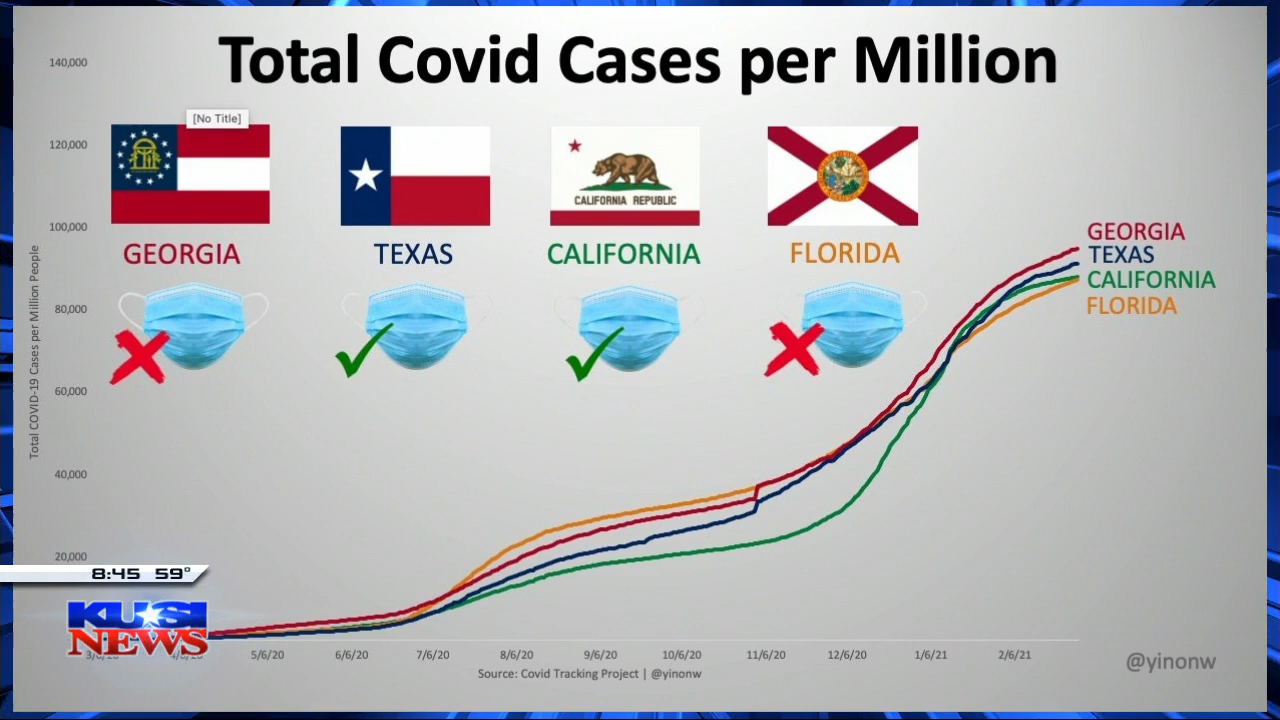 Total Covid Cases per Million
[No Title]
CALIFORNIA REPUBLIC
GEORGIA TEXAS CALIFORNIA FLORIDA
140,000
120,000
100,000
80,000
60,000
40,000
20,000
Total COVID-19 Cases per Million People
GEORGIA
TEXAS
CALIFORNIA
FLORIDA
8:45 59°
KUSI
NEWS
5/6/20 6/6/20 7/6/20 8/6/20 9/6/20 10/6/20 11/6/20 12/6/20 1/6/21 2/6/21
Source: Covid Tracking Project | @yinonw
@yinonw